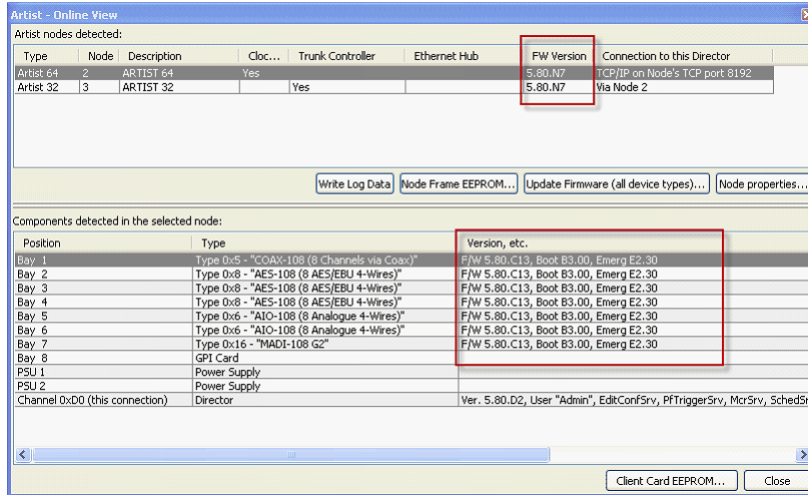 Artist - Online View
Artist nodes detected:
Type Node Description Cloc... Trunk Controller Ethernet Hub FW Version Connection to this Director
Artist 64 2 ARTIST 64 Yes 5.80.N7 TCP/IP on Node's TCP port 8192
Artist 32 3 ARTIST 32 Yes 5.80.N7 Via Node 2
Write Log Data Node Frame EEPROM... Update Firmware (all device types)... Node properties...
Components detected in the selected node:
Position Type Version, etc.
Bay 1 Type 0x5 - "COAX-108 (8 Channels via Coax)" F/W 5.80.C13, Boot B3.00, Emerg E2.30
Bay 2 Type 0x8 - "AES-108 (8 AES/EBU 4-Wires)" F/W 5.80.C13, Boot B3.00, Emerg E2.30
Bay 3 Type 0x8 - "AES-108 (8 AES/EBU 4-Wires)" F/W 5.80.C13, Boot B3.00, Emerg E2.30
Bay 4 Type 0x8 - "AES-108 (8 AES/EBU 4-Wires)" F/W 5.80.C13, Boot B3.00, Emerg E2.30
Bay 5 Type 0x6 - "AIO-108 (8 Analogue 4-Wires)" F/W 5.80.C13, Boot B3.00, Emerg E2.30
Bay 6 Type 0x6 - "AIO-108 (8 Analogue 4-Wires)" F/W 5.80.C13, Boot B3.00, Emerg E2.30
Bay 7 Type 0x16 - "MADI-108 G2" F/W 5.80.C13, Boot B3.00, Emerg E2.30
Bay 8 GPI Card
PSU 1 Power Supply
PSU 2 Power Supply
Channel 0xD0 (this connection) Director Ver. 5.80.D2, User "Admin", EditConfSrv, PfTriggerSrv, McrSrv, SchedSr
Client Card EEPROM... Close